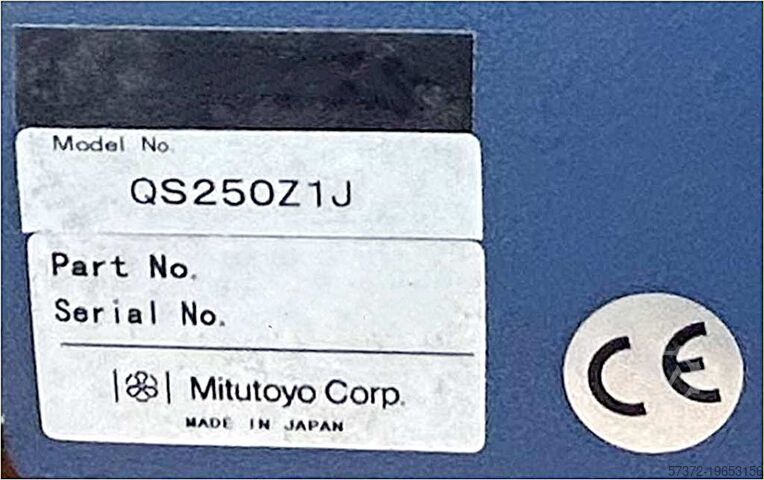 Model No.
QS250Z1J
Part No.
Serial No.
Mitutoyo Corp.
MADE IN JAPAN
CE
57372-19653156